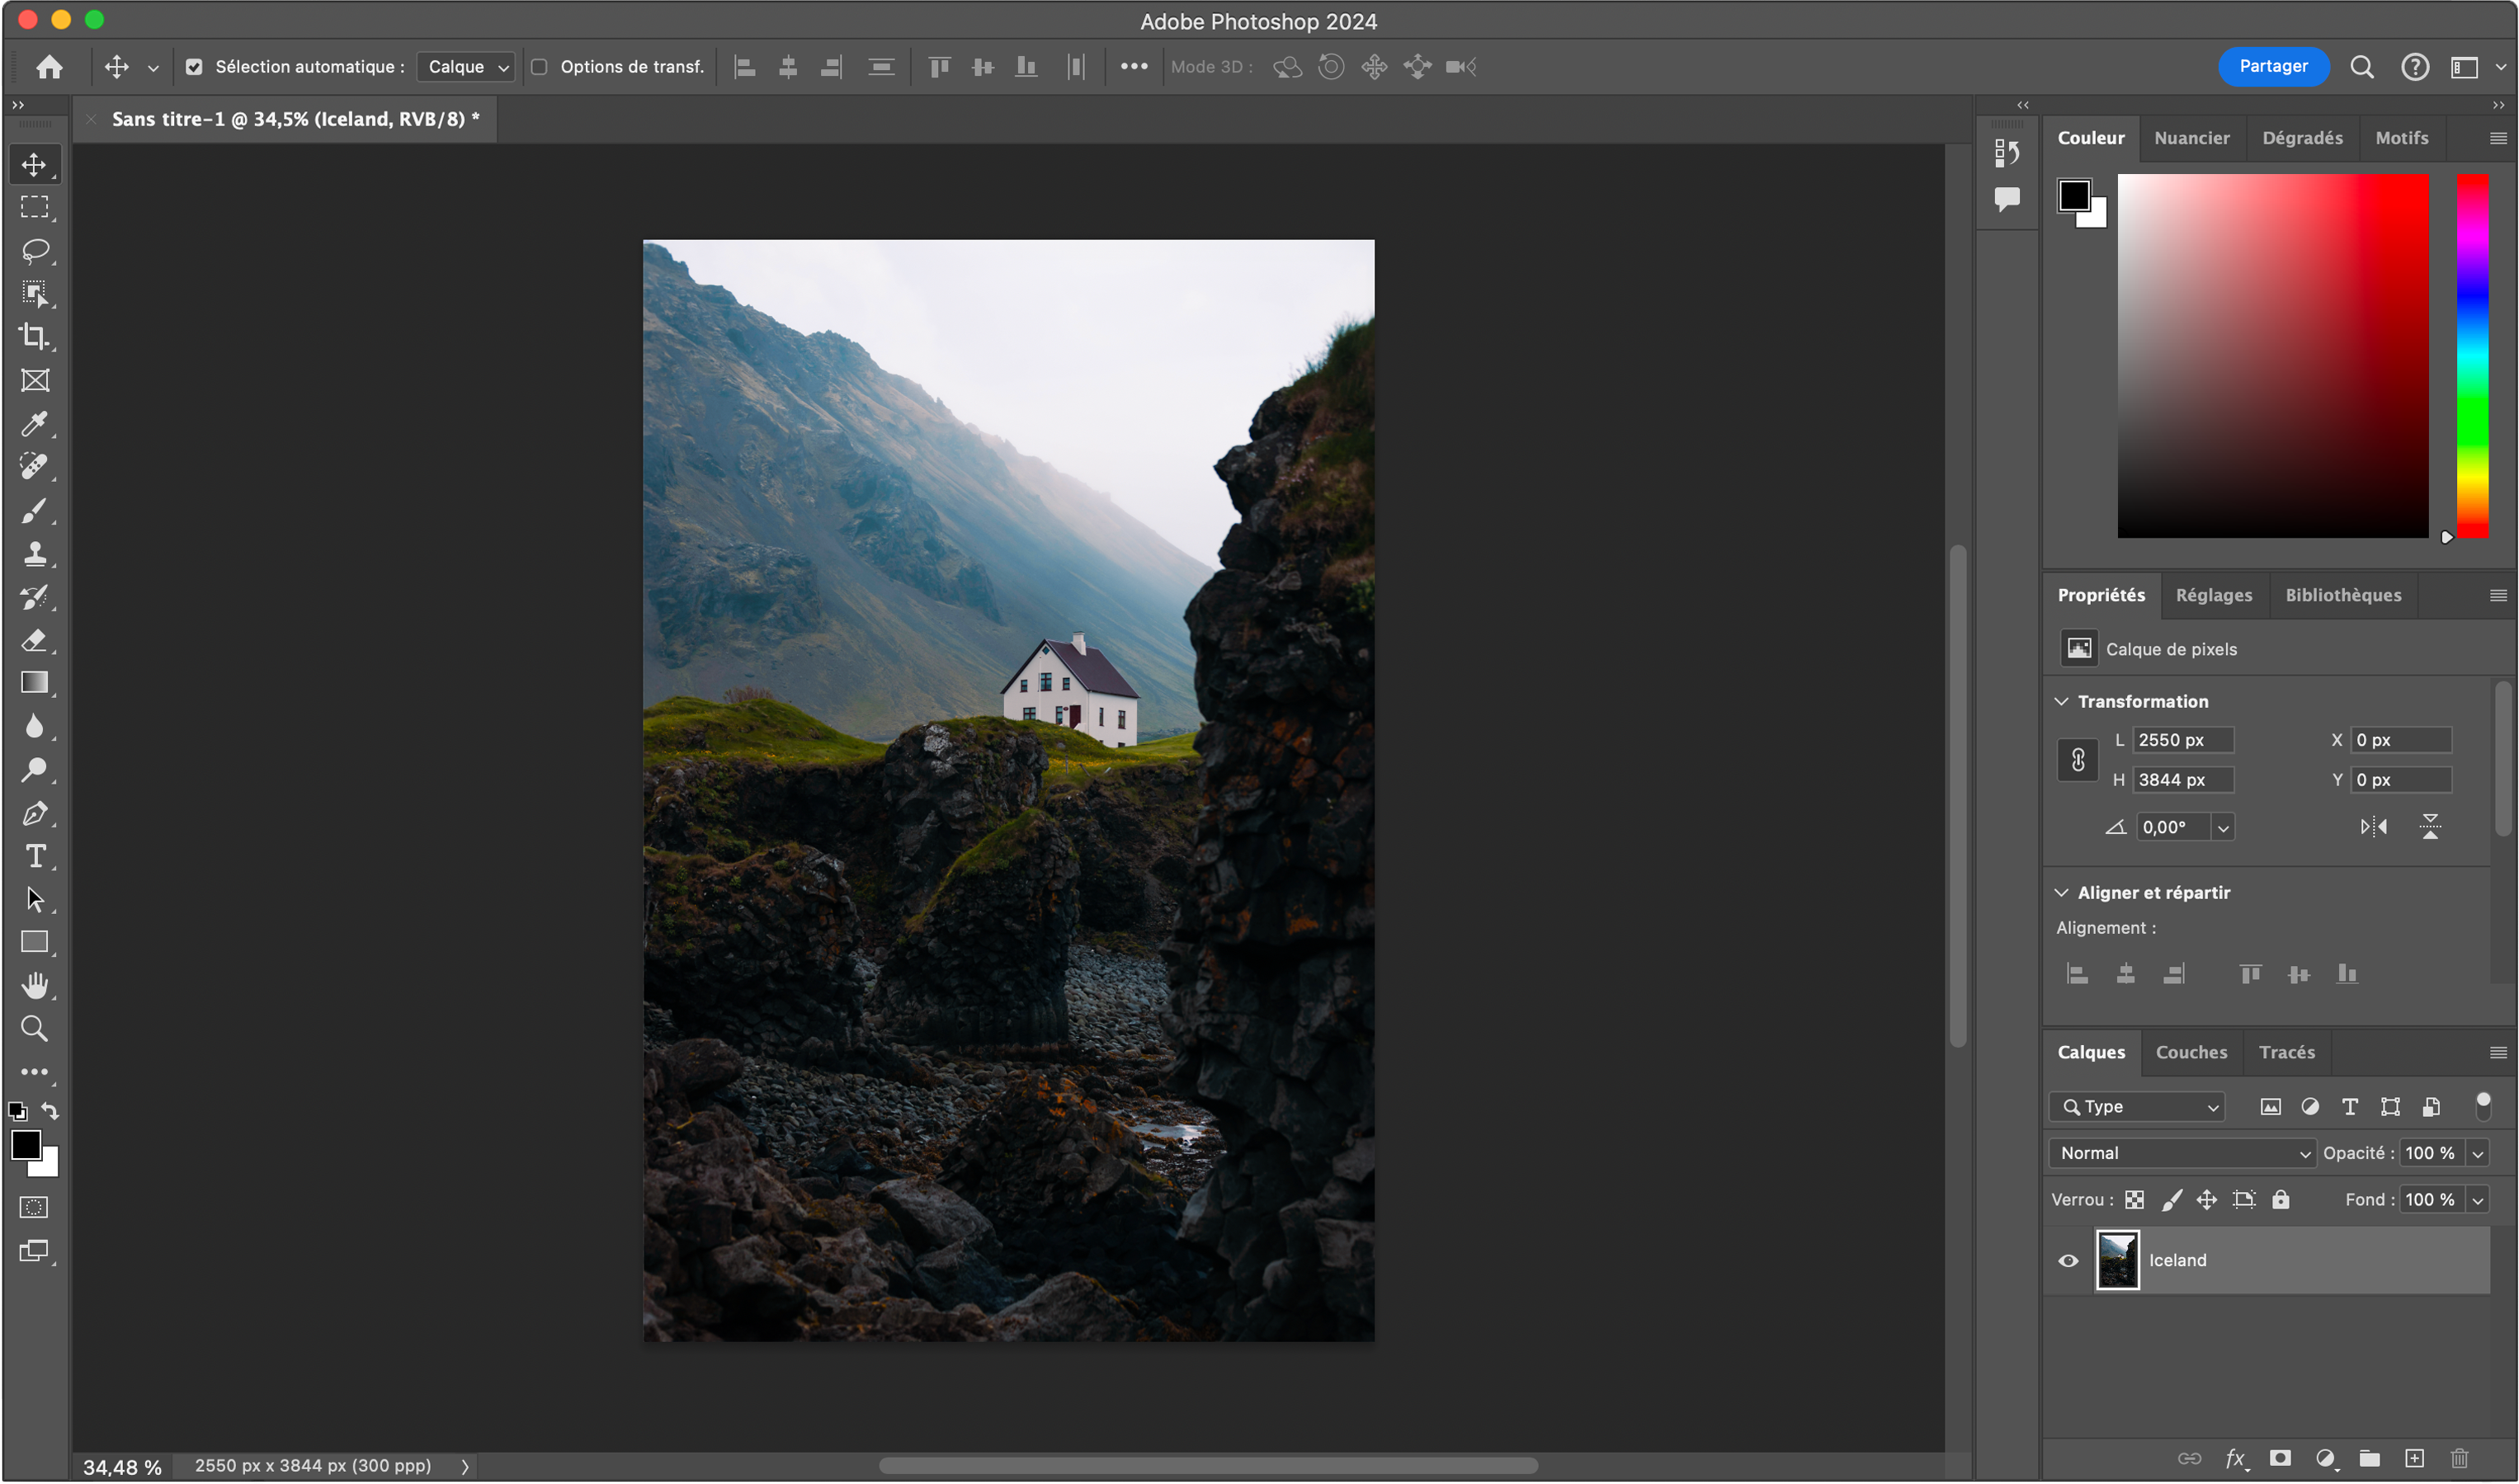 Adobe Photoshop 2024
Sélection automatique : Calque Options de transf. Mode 3D : Partager
Sans titre-1 @ 34,5% (Iceland, RVB/8) *
Couleur Nuancier Dégradés Motifs
Propriétés Réglages Bibliothèques
Calque de pixels
Transformation
L 2550 px X 0 px
H 3844 px Y 0 px
0,00°
Aligner et répartir
Alignement :
Calques Couches Tracés
Type
Normal Opacité : 100 %
Verrou : Fond : 100 %
Iceland
fx
34,48 % 2550 px x 3844 px (300 ppp)